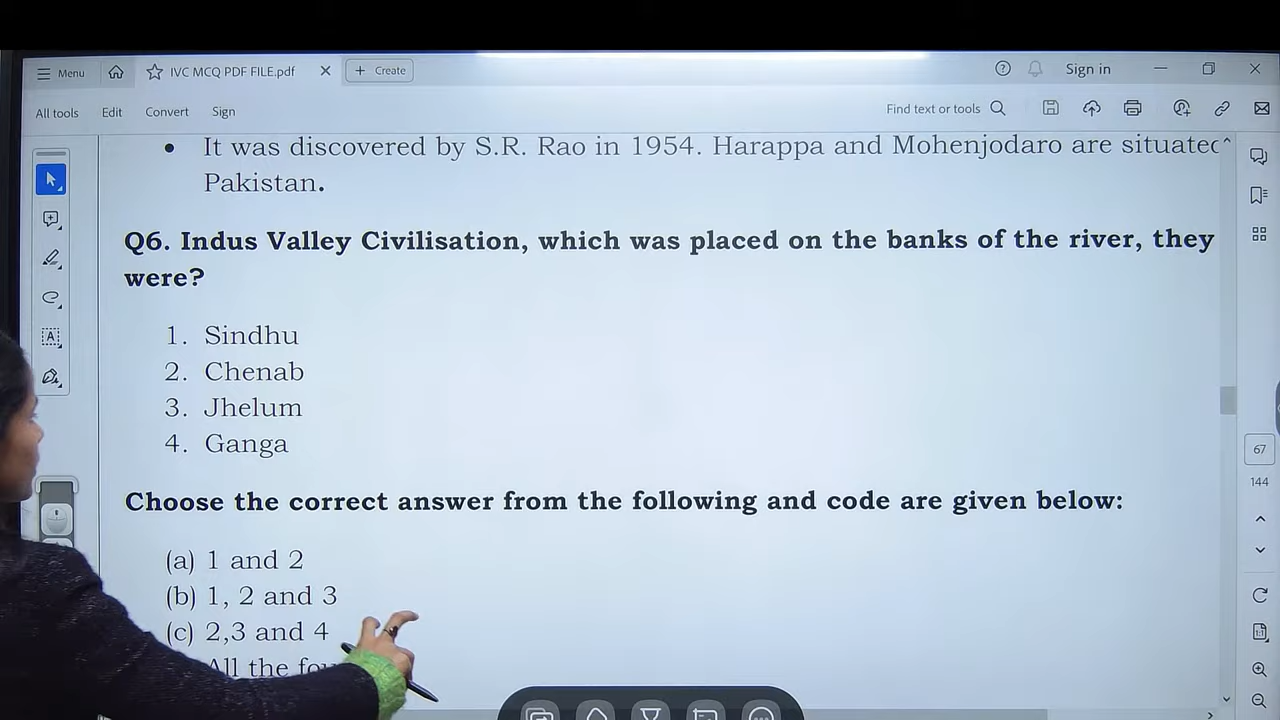 Menu
IVC MCQ PDF FILE.pdf
Create
Sign in
All tools
Edit
Convert
Sign
Find text or tools
• It was discovered by S.R. Rao in 1954. Harappa and Mohenjodaro are situated
Pakistan.
Q6. Indus Valley Civilisation, which was placed on the banks of the river, they
were?
1. Sindhu
2. Chenab
3. Jhelum
4. Ganga
Choose the correct answer from the following and code are given below:
(a) 1 and 2
(b) 1, 2 and 3
(c) 2,3 and 4
All the
67
144